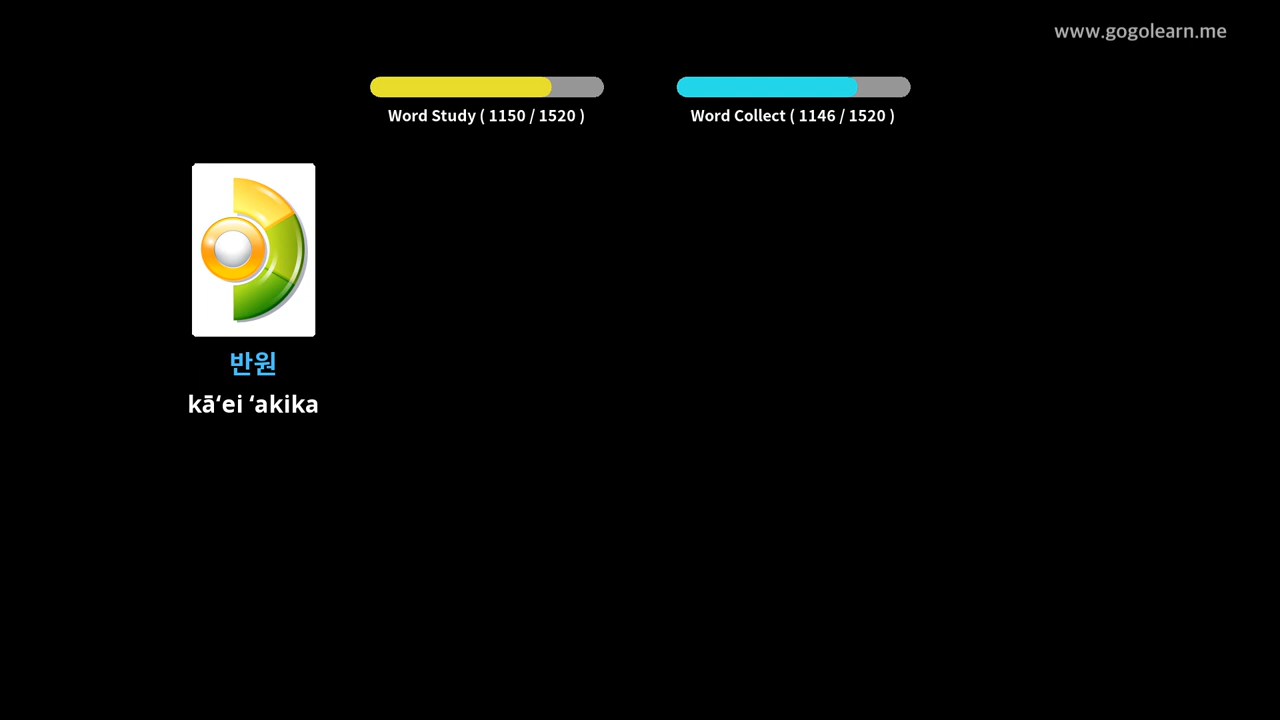 www.gogolearn.me
Word Study ( 1150 / 1520 )
Word Collect ( 1146 / 1520 )
반원
kāʻei ʻakika